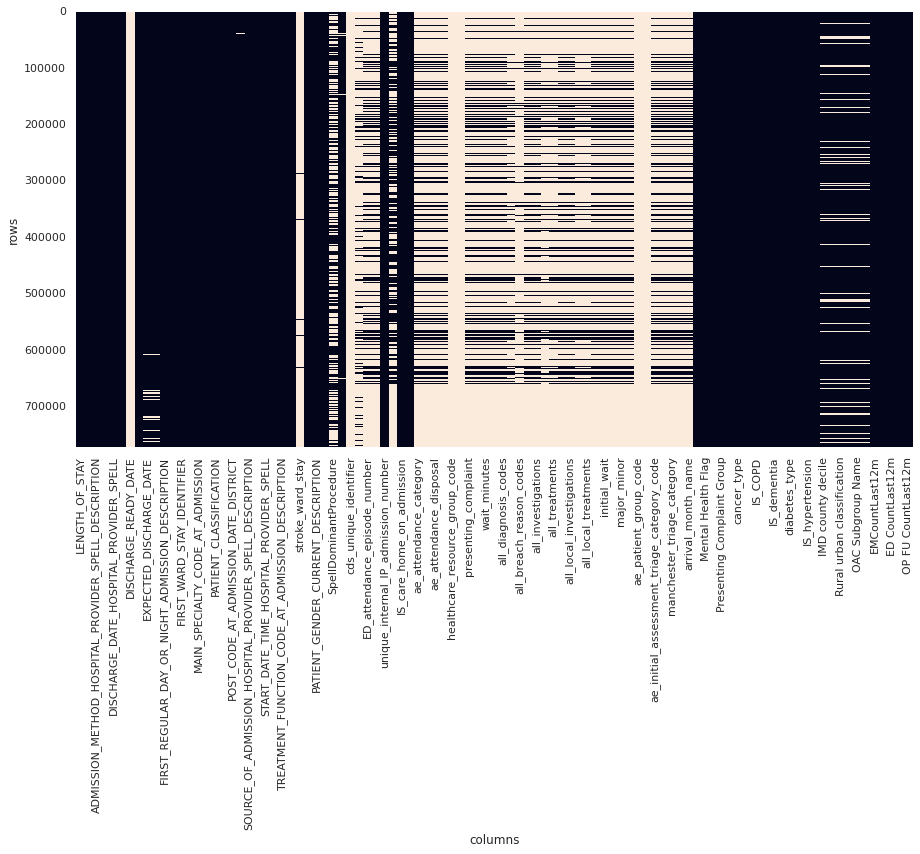 0
100000
200000
300000
400000
500000
600000
700000
rows
LENGTH_OF_STAY
ADMISSION_METHOD_HOSPITAL_PROVIDER_SPELL_DESCRIPTION
DISCHARGE_DATE_HOSPITAL_PROVIDER_SPELL
DISCHARGE_READY_DATE
EXPECTED_DISCHARGE_DATE
FIRST_REGULAR_DAY_OR_NIGHT_ADMISSION_DESCRIPTION
FIRST_WARD_STAY_IDENTIFIER
MAIN_SPECIALTY_CODE_AT_ADMISSION
PATIENT_CLASSIFICATION
POST_CODE_AT_ADMISSION_DATE_DISTRICT
SOURCE_OF_ADMISSION_HOSPITAL_PROVIDER_SPELL_DESCRIPTION
START_DATE_TIME_HOSPITAL_PROVIDER_SPELL
TREATMENT_FUNCTION_CODE_AT_ADMISSION_DESCRIPTION
stroke_ward_stay
PATIENT_GENDER_CURRENT_DESCRIPTION
SpellDominantProcedure
cds_unique_identifier
ED_attendance_episode_number
unique_internal_IP_admission_number
IS_care_home_on_admission
ae_attendance_category
ae_attendance_disposal
healthcare_resource_group_code
presenting_complaint
wait_minutes
all_diagnosis_codes
all_breach_reason_codes
all_investigations
all_treatments
all_local_investigations
all_local_treatments
initial_wait
major_minor
ae_patient_group_code
ae_initial_assessment_triage_category_code
manchester_triage_category
arrival_month_name
Mental Health Flag
Presenting Complaint Group
cancer_type
IS_COPD
IS_dementia
diabetes_type
IS_hypertension
IMD county decile
Rural urban classification
OAC Subgroup Name
EMCountLast12m
ED CountLast12m
OP FU CountLast12m
columns